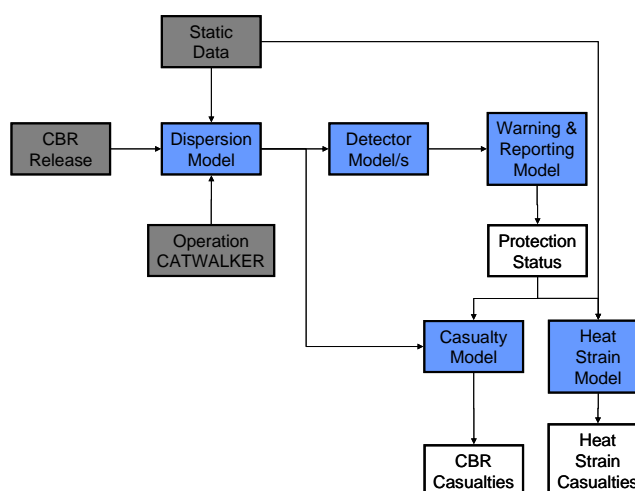 Static
Data
CBR
Release
Dispersion
Model
Detector
Model/s
Warning &
Reporting
Model
Operation
CATWALKER
Protection
Status
Casualty
Model
Heat
Strain
Model
CBR
Casualties
Heat
Strain
Casualties